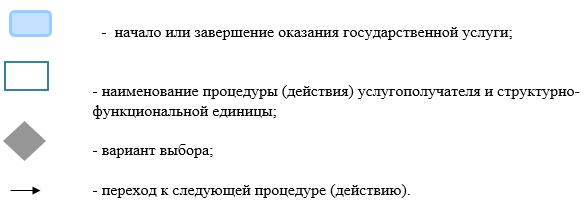 - начало или завершение оказания государственной услуги;
- наименование процедуры (действия) услугополучателя и структурно-
функциональной единицы;
- вариант выбора;
- переход к следующей процедуре (действию).